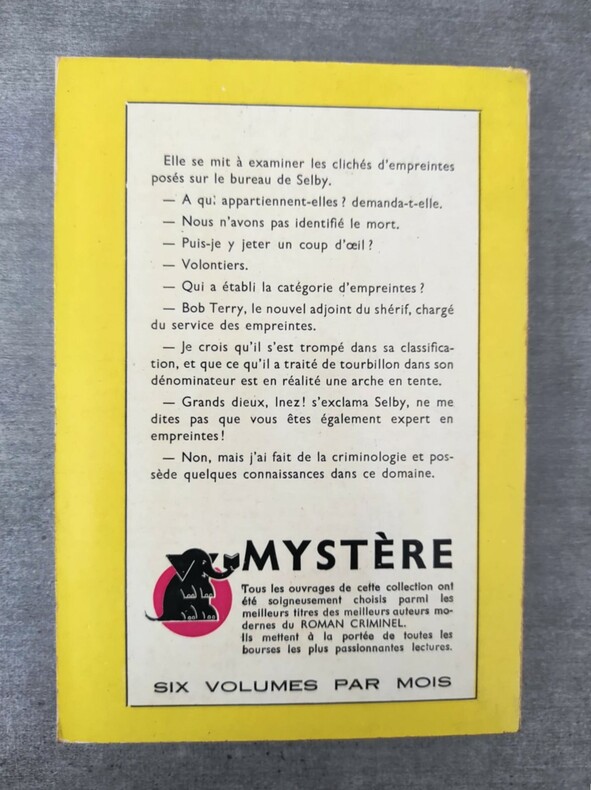 Elle se mit à examiner les clichés d'empreintes
posés sur le bureau de Selby.
— A qui appartiennent-elles ? demanda-t-elle.
— Nous n'avons pas identifié le mort.
— Puis-je y jeter un coup d'œil ?
— Volontiers.
— Qui a établi la catégorie d'empreintes ?
— Bob Terry, le nouvel adjoint du shérif, chargé
du service des empreintes.
— Je crois qu'il s'est trompé dans sa classifica-
tion, et que ce qu'il a traité de tourbillon dans son
dénominateur est en réalité une arche en tente.
— Grands dieux, Inez ! s'exclama Selby, ne me
dites pas que vous êtes également expert en
empreintes !
— Non, mais j'ai fait de la criminologie et pos-
sède quelques connaissances dans ce domaine.
MYSTÈRE
Tous les ouvrages de cette collection ont
été soigneusement choisis parmi les
meilleurs titres des meilleurs auteurs mo-
dernes du ROMAN CRIMINEL.
Ils mettent à la portée de toutes les
bourses les plus passionnantes lectures.
SIX VOLUMES PAR MOIS